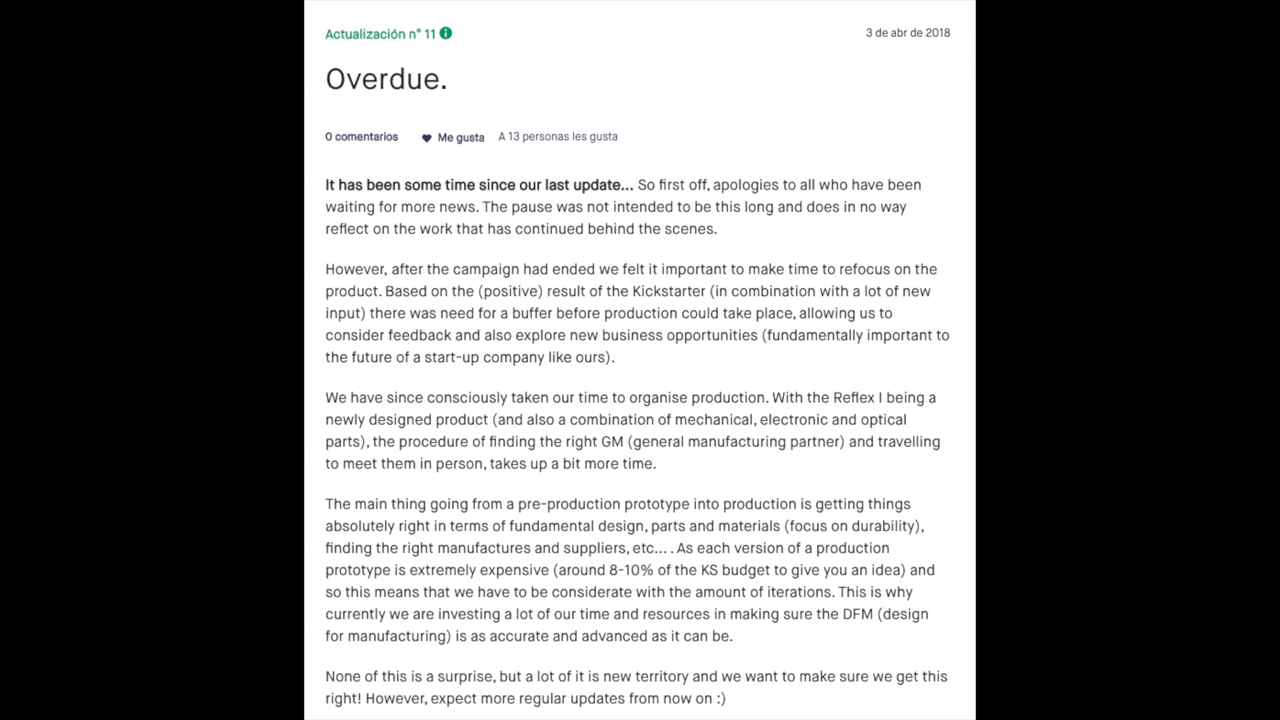 Actualización n° 11
3 de abr de 2018
Overdue.
0 comentarios Me gusta A 13 personas les gusta
It has been some time since our last update... So first off, apologies to all who have been
waiting for more news. The pause was not intended to be this long and does in no way
reflect on the work that has continued behind the scenes.
However, after the campaign had ended we felt it important to make time to refocus on the
product. Based on the (positive) result of the Kickstarter (in combination with a lot of new
input) there was need for a buffer before production could take place, allowing us to
consider feedback and also explore new business opportunities (fundamentally important to
the future of a start-up company like ours).
We have since consciously taken our time to organise production. With the Reflex I being a
newly designed product (and also a combination of mechanical, electronic and optical
parts), the procedure of finding the right GM (general manufacturing partner) and travelling
to meet them in person, takes up a bit more time.
The main thing going from a pre-production prototype into production is getting things
absolutely right in terms of fundamental design, parts and materials (focus on durability),
finding the right manufactures and suppliers, etc... . As each version of a production
prototype is extremely expensive (around 8-10% of the KS budget to give you an idea) and
so this means that we have to be considerate with the amount of iterations. This is why
currently we are investing a lot of our time and resources in making sure the DFM (design
for manufacturing) is as accurate and advanced as it can be.
None of this is a surprise, but a lot of it is new territory and we want to make sure we get this
right! However, expect more regular updates from now on :)